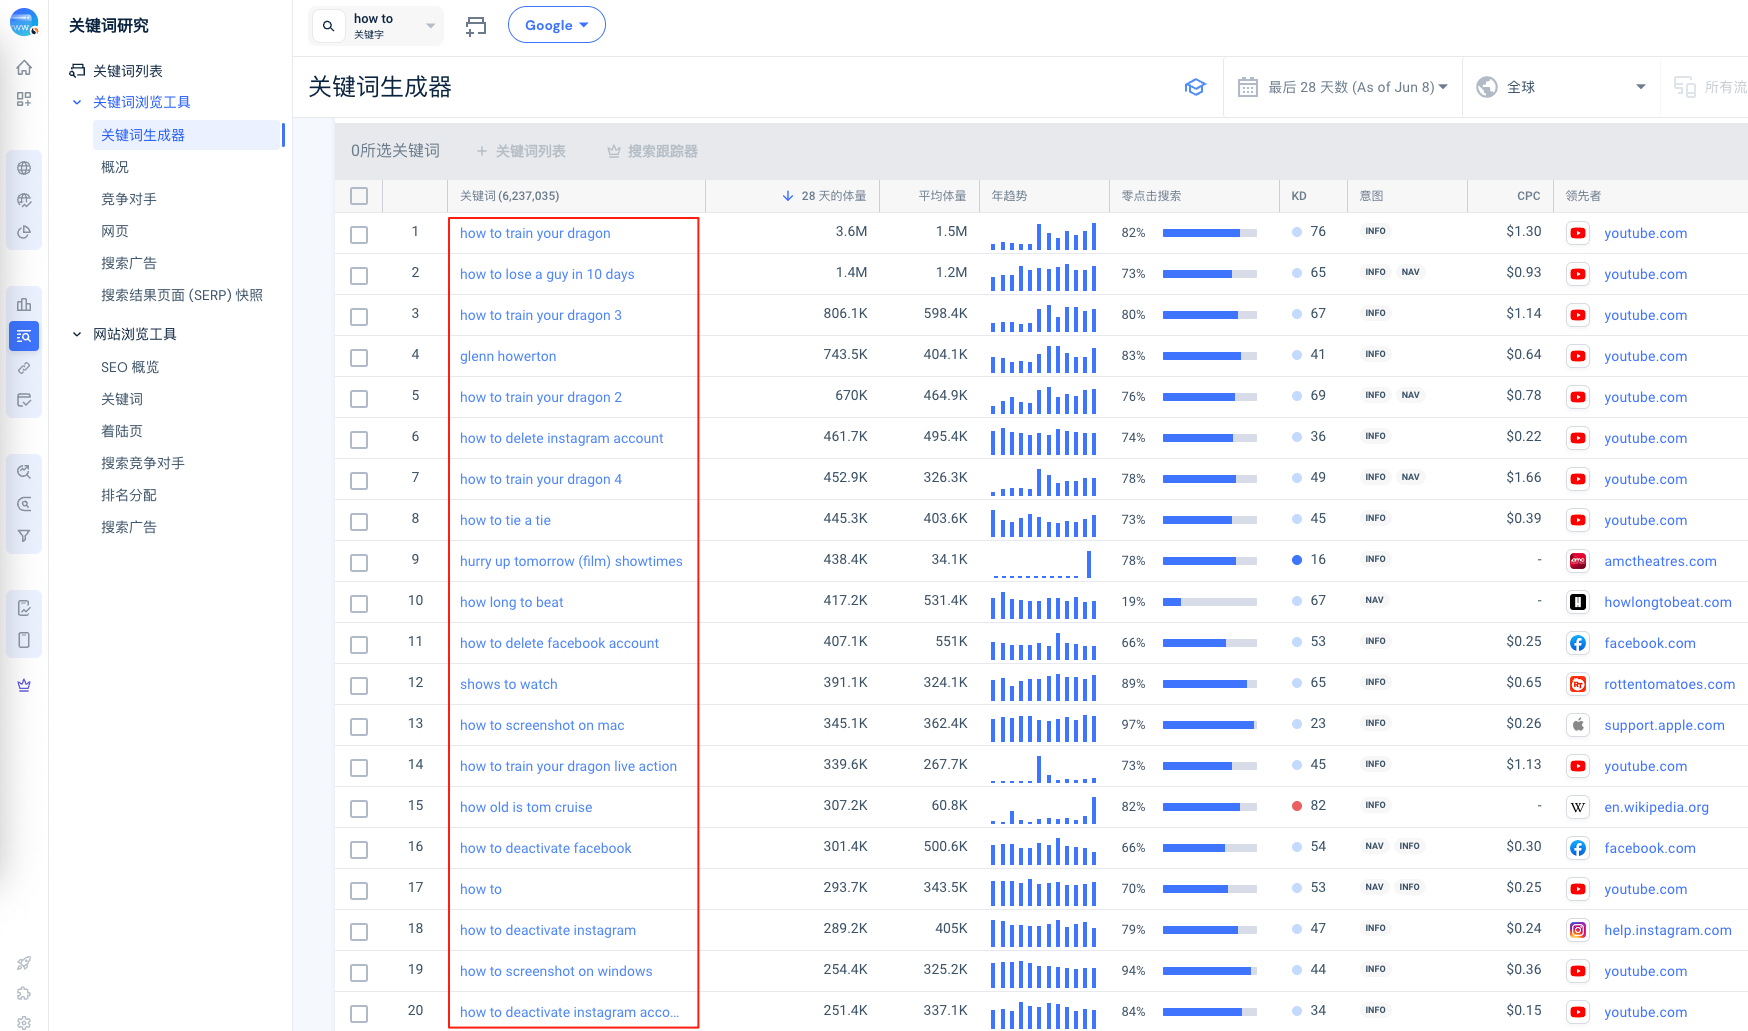 关键词研究
关键词列表
关键词浏览工具
关键词生成器
概况
竞争对手
网页
搜索广告
搜索结果页面 (SERP) 快照
网站浏览工具
SEO 概览
关键词
着陆页
搜索竞争对手
排名分配
搜索广告
how to
关键字
Google
关键词生成器
最后 28 天数 (As of Jun 8)
全球
所有流
0所选关键词 + 关键词列表 搜索跟踪器
关键词 (6,237,035) 28 天的体量 平均体量 年趋势 零点击搜索 KD 意图 CPC 领先者
1 how to train your dragon 3.6M 1.5M 82% 76 INFO $1.30 youtube.com
2 how to lose a guy in 10 days 1.4M 1.2M 73% 65 INFO NAV $0.93 youtube.com
3 how to train your dragon 3 806.1K 598.4K 80% 67 INFO $1.14 youtube.com
4 glenn howerton 743.5K 404.1K 83% 41 INFO $0.64 youtube.com
5 how to train your dragon 2 670K 464.9K 76% 69 INFO NAV $0.78 youtube.com
6 how to delete instagram account 461.7K 495.4K 74% 36 INFO $0.22 youtube.com
7 how to train your dragon 4 452.9K 326.3K 78% 49 INFO NAV $1.66 youtube.com
8 how to tie a tie 445.3K 403.6K 73% 45 INFO $0.39 youtube.com
9 hurry up tomorrow (film) showtimes 438.4K 34.1K 78% 16 INFO - amctheatres.com
10 how long to beat 417.2K 531.4K 19% 67 NAV - howlongtobeat.com
11 how to delete facebook account 407.1K 551K 66% 53 INFO $0.25 facebook.com
12 shows to watch 391.1K 324.1K 89% 65 INFO $0.65 rottentomatoes.com
13 how to screenshot on mac 345.1K 362.4K 97% 23 INFO $0.26 support.apple.com
14 how to train your dragon live action 339.6K 267.7K 73% 45 INFO $1.13 youtube.com
15 how old is tom cruise 307.2K 60.8K 82% 82 INFO - en.wikipedia.org
16 how to deactivate facebook 301.4K 500.6K 66% 54 NAV INFO $0.30 facebook.com
17 how to 293.7K 343.5K 70% 53 NAV INFO $0.25 youtube.com
18 how to deactivate instagram 289.2K 405K 79% 47 INFO $0.24 help.instagram.com
19 how to screenshot on windows 254.4K 325.2K 94% 44 INFO $0.36 youtube.com
20 how to deactivate instagram acco... 251.4K 337.1K 84% 34 INFO $0.15 youtube.com